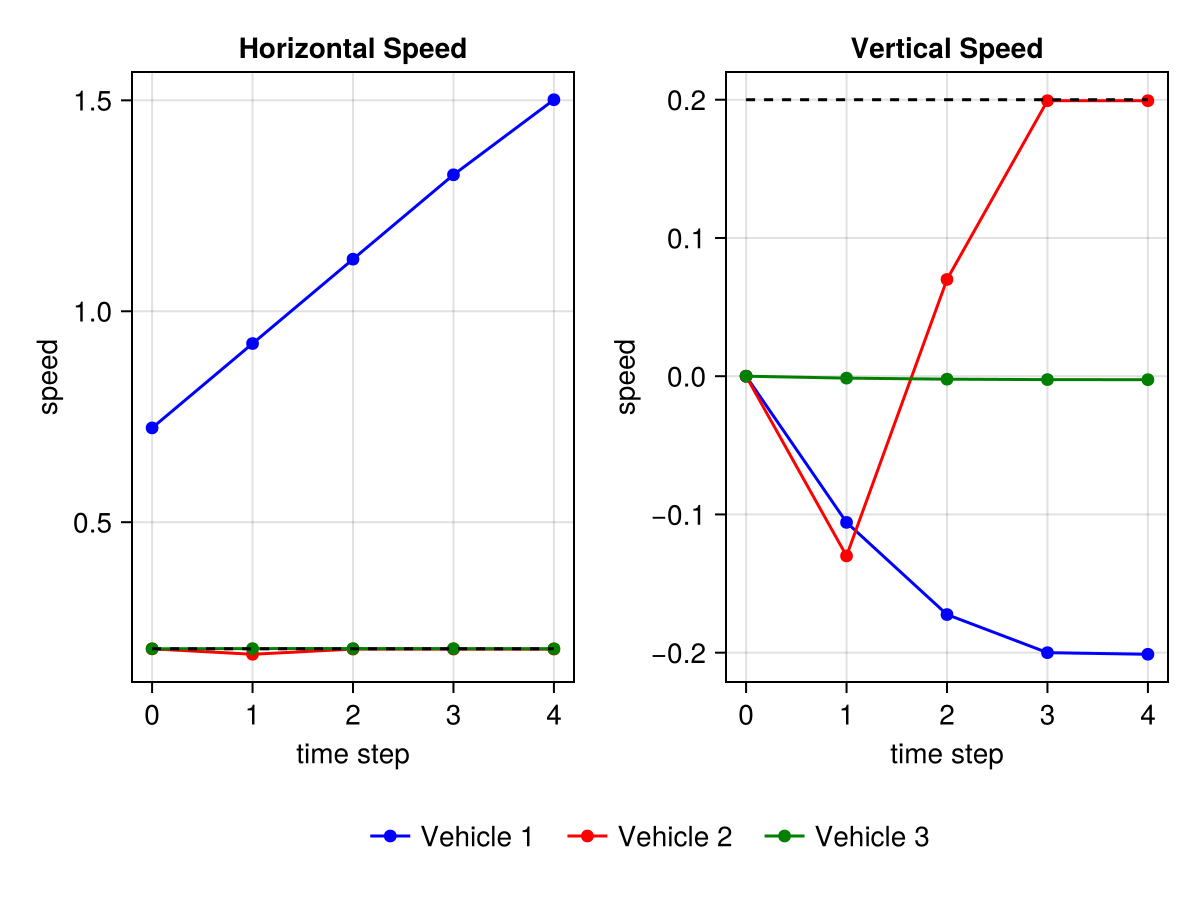 Horizontal Speed
1.5
1.0
0.5
speed
0 1 2 3 4
time step
Vertical Speed
0.2
0.1
0.0
−0.1
−0.2
speed
0 1 2 3 4
time step
Vehicle 1 Vehicle 2 Vehicle 3